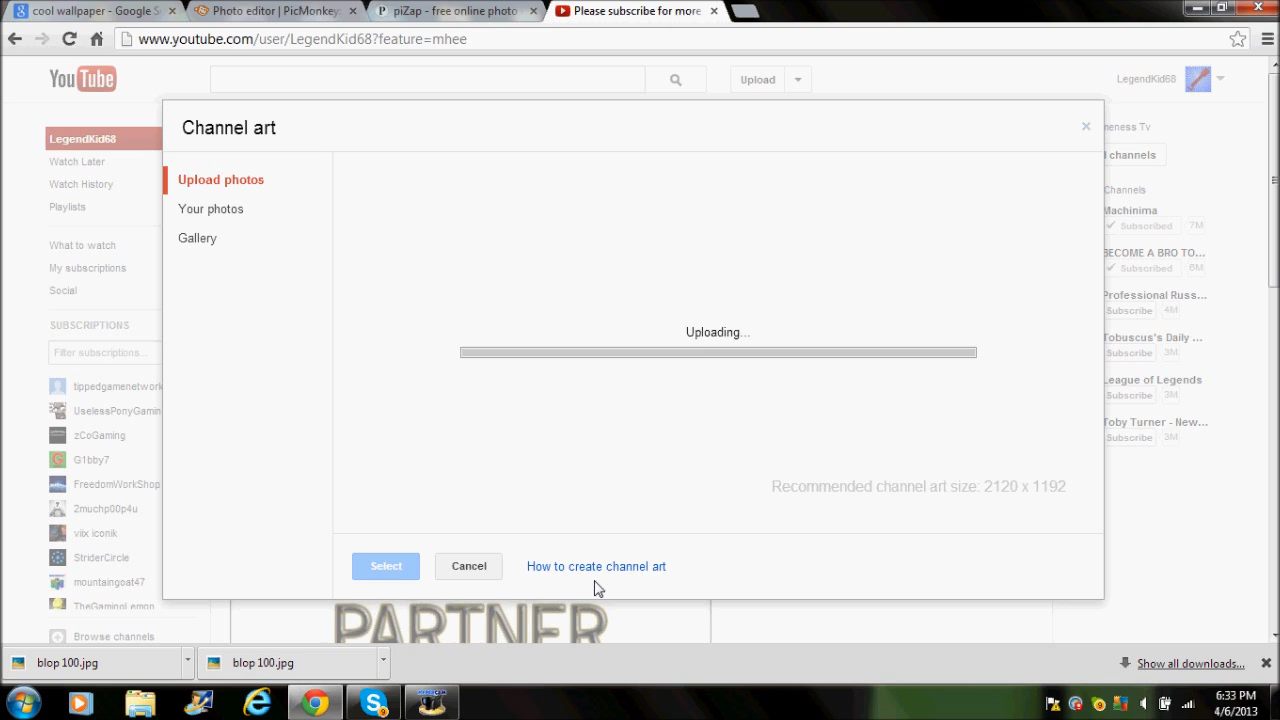 cool wallpaper - Google S
Photo editor | PicMonkey
piZap - free online photo
Please subscribe for more
www.youtube.com/user/LegendKid68?feature=mhee
YouTube
Upload
LegendKid68
Channel art
Upload photos
Your photos
Gallery
Uploading...
Recommended channel art size: 2120 x 1192
Select
Cancel
How to create channel art
LegendKid68
Watch Later
Watch History
Playlists
What to watch
My subscriptions
Social
SUBSCRIPTIONS
Filter subscriptions...
tippedgamenetwork
UselessPonyGamin
zCoGaming
G1bby7
FreedomWorkShop
2muchp00p4u
viix iconik
StriderCircle
mountaingoat47
TheGamingLemon
Browse channels
meness Tv
l channels
Channels
Machinima
Subscribed 7M
BECOME A BRO TO...
Subscribed 6M
Professional Russ...
Subscribe 4M
Tobuscus's Daily ...
Subscribe 3M
League of Legends
Subscribe 3M
Toby Turner - New...
Subscribe 3M
PARTNER
blop 100.jpg
blop 100.jpg
Show all downloads...
6:33 PM
4/6/2013